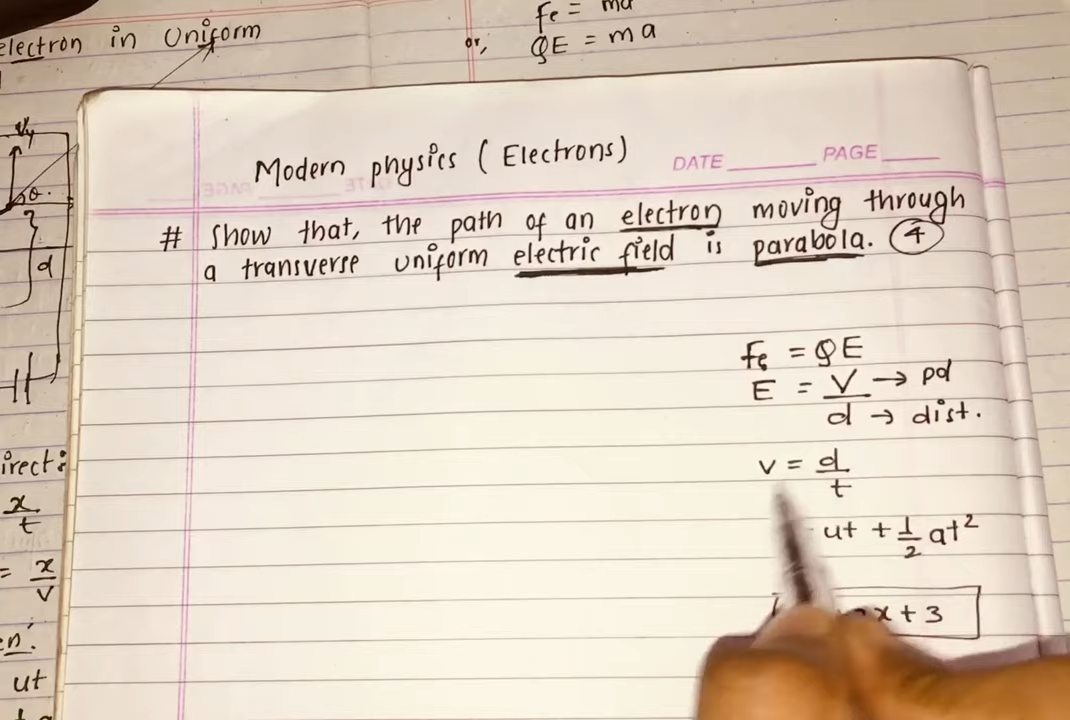 electron in Uniform
Fe = ma
or, QE = ma
Vy
θ
d
Modern physics ( Electrons)
DATE PAGE
# Show that, the path of an electron moving through
a transverse uniform electric field is parabola. (4)
Fe = QE
E = V/d → pd
→ dist.
v = d/t
ut + 1/2 at²
x + 3
x/t
= x/v
ut